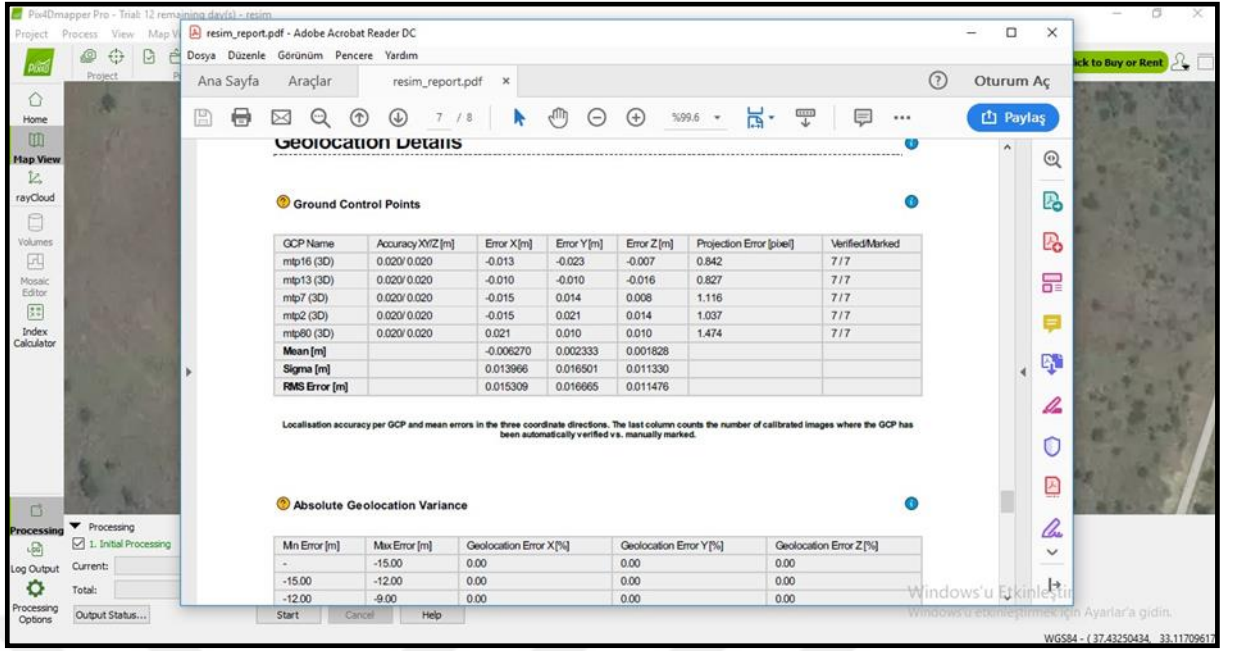 Pix4Dmapper Pro - Trial: 12 remaining day(s) - resim
Project Process View Map V
Project
Home
Map View
rayCloud
Volumes
Mosaic Editor
Index Calculator
Processing
Log Output
Processing Options
resim_report.pdf - Adobe Acrobat Reader DC
Dosya Düzenle Görünüm Pencere Yardım
Ana Sayfa Araçlar resim_report.pdf × Oturum Aç
7 / 8 %99.6 Paylaş
ick to Buy or Rent
Geolocation Details
Ground Control Points
GCP Name Accuracy XY/Z [m] Error X [m] Error Y [m] Error Z [m] Projection Error [pixel] Verified/Marked
mtp16 (3D) 0.020/ 0.020 -0.013 -0.023 -0.007 0.842 7 / 7
mtp13 (3D) 0.020/ 0.020 -0.010 -0.010 -0.016 0.827 7 / 7
mtp7 (3D) 0.020/ 0.020 -0.015 0.014 0.008 1.116 7 / 7
mtp2 (3D) 0.020/ 0.020 -0.015 0.021 0.014 1.037 7 / 7
mtp80 (3D) 0.020/ 0.020 0.021 0.010 0.010 1.474 7 / 7
Mean [m] -0.006270 0.002333 0.001828
Sigma [m] 0.013966 0.016501 0.011330
RMS Error [m] 0.015309 0.016665 0.011476
Localisation accuracy per GCP and mean errors in the three coordinate directions. The last column counts the number of calibrated images where the GCP has
been automatically verified vs. manually marked.
Absolute Geolocation Variance
Min Error [m] Max Error [m] Geolocation Error X [%] Geolocation Error Y [%] Geolocation Error Z [%]
- -15.00 0.00 0.00 0.00
-15.00 -12.00 0.00 0.00 0.00
-12.00 -9.00 0.00 0.00 0.00
Processing
1. Initial Processing
Current:
Total:
Output Status... Start Cancel Help
Windows'u Etkinleştir
Windows'u etkinleştirmek için Ayarlar'a gidin.
WGS84 - ( 37.43250434, 33.11709617